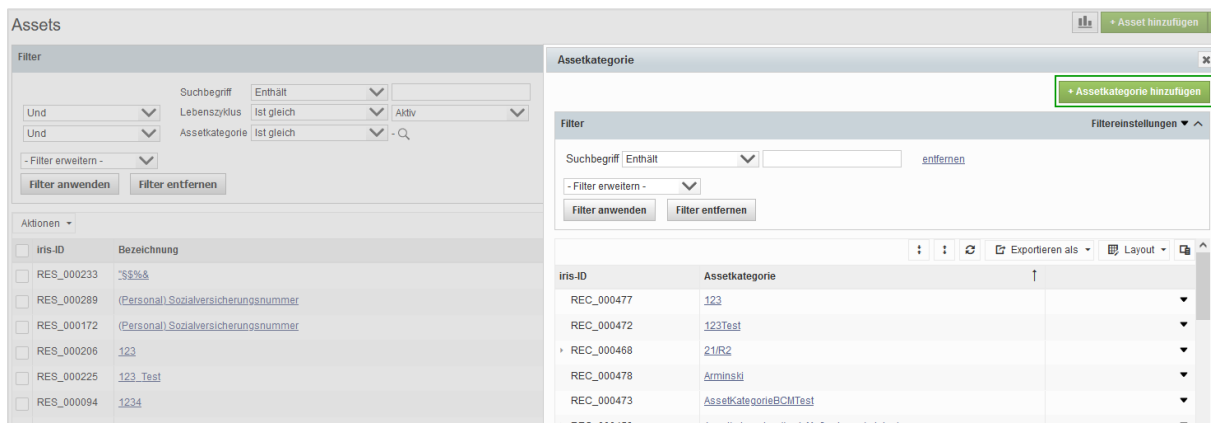 Assets
+ Asset hinzufügen
Filter
Suchbegriff Enthält
Und Lebenszyklus Ist gleich Aktiv
Und Assetkategorie Ist gleich -
- Filter erweitern -
Filter anwenden Filter entfernen
Aktionen
iris-ID Bezeichnung
RES_000233 "§$%&
RES_000289 (Personal) Sozialversicherungsnummer
RES_000172 (Personal) Sozialversicherungsnummer
RES_000206 123
RES_000225 123_Test
RES_000094 1234
Assetkategorie
+ Assetkategorie hinzufügen
Filter Filtereinstellungen
Suchbegriff Enthält entfernen
- Filter erweitern -
Filter anwenden Filter entfernen
Exportieren als Layout
iris-ID Assetkategorie
REC_000477 123
REC_000472 123Test
REC_000468 21/R2
REC_000478 Arminski
REC_000473 AssetKategorieBCMTest